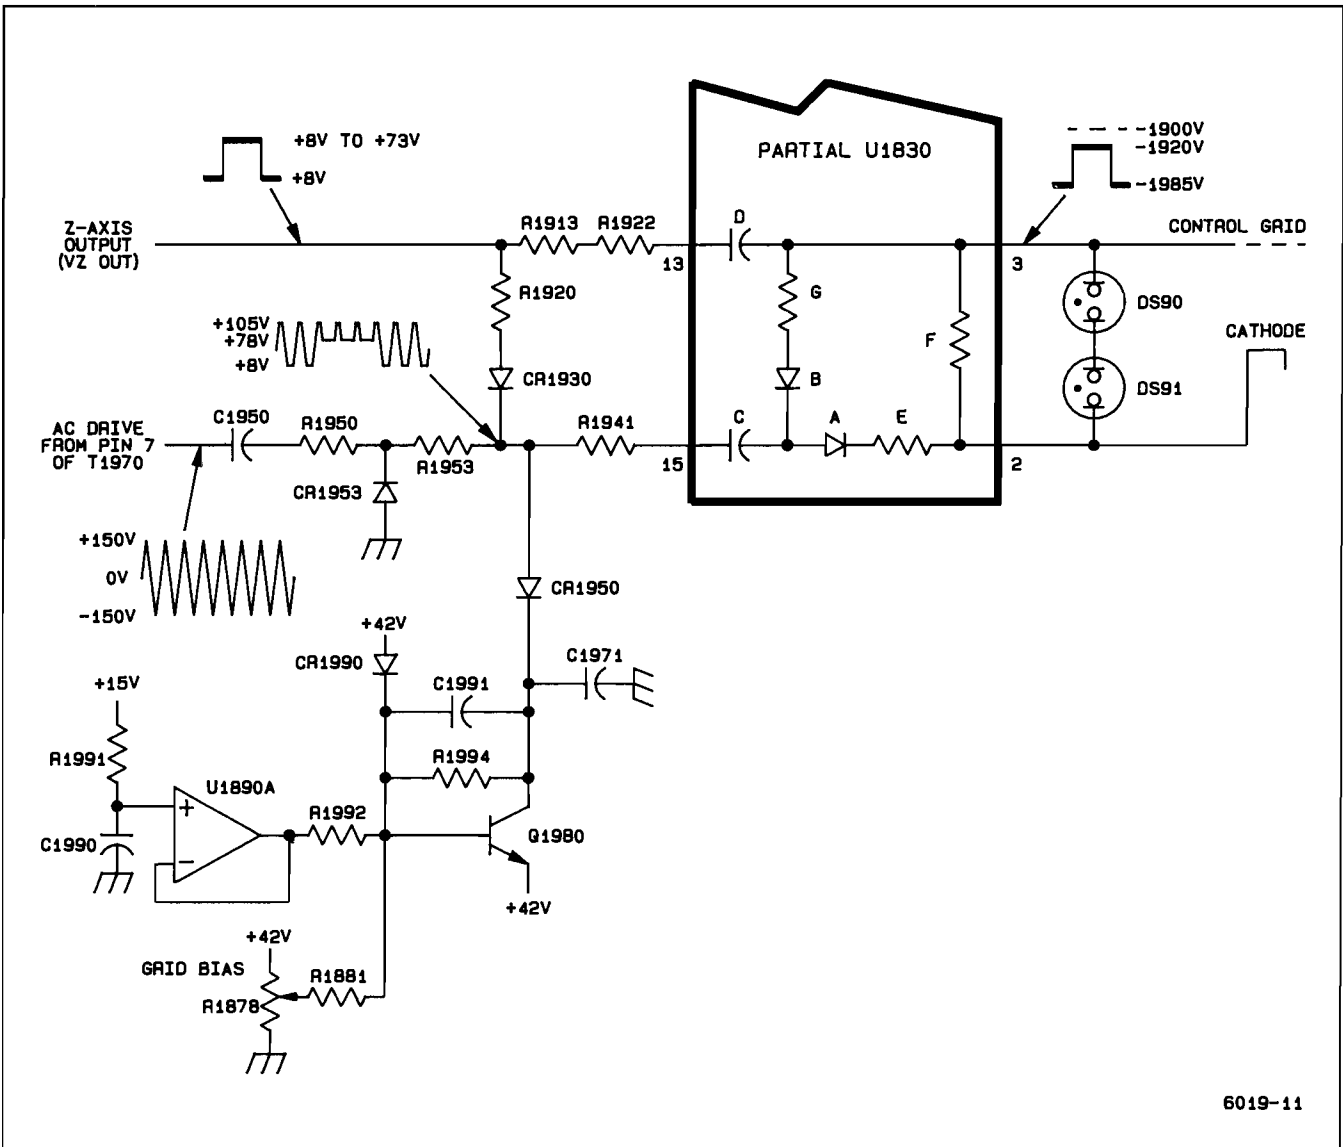 +8V TO +73V
+8V
PARTIAL U1830
-1900V
-1920V
-1985V
Z-AXIS
OUTPUT
(VZ OUT)
R1913
R1922
D
13
3
CONTROL GRID
R1920
G
DS90
+105V
+78V
+8V
F
CATHODE
CR1930
B
DS91
AC DRIVE
FROM PIN 7
OF T1970
C1950
R1950
R1953
R1941
C
A
E
15
2
CR1953
+150V
0V
-150V
CR1950
+42V
CR1990
C1971
C1991
+15V
R1991
R1994
U1890A
+
-
R1992
C1990
Q1980
+42V
+42V
GRID BIAS
R1881
R1878
6019-11